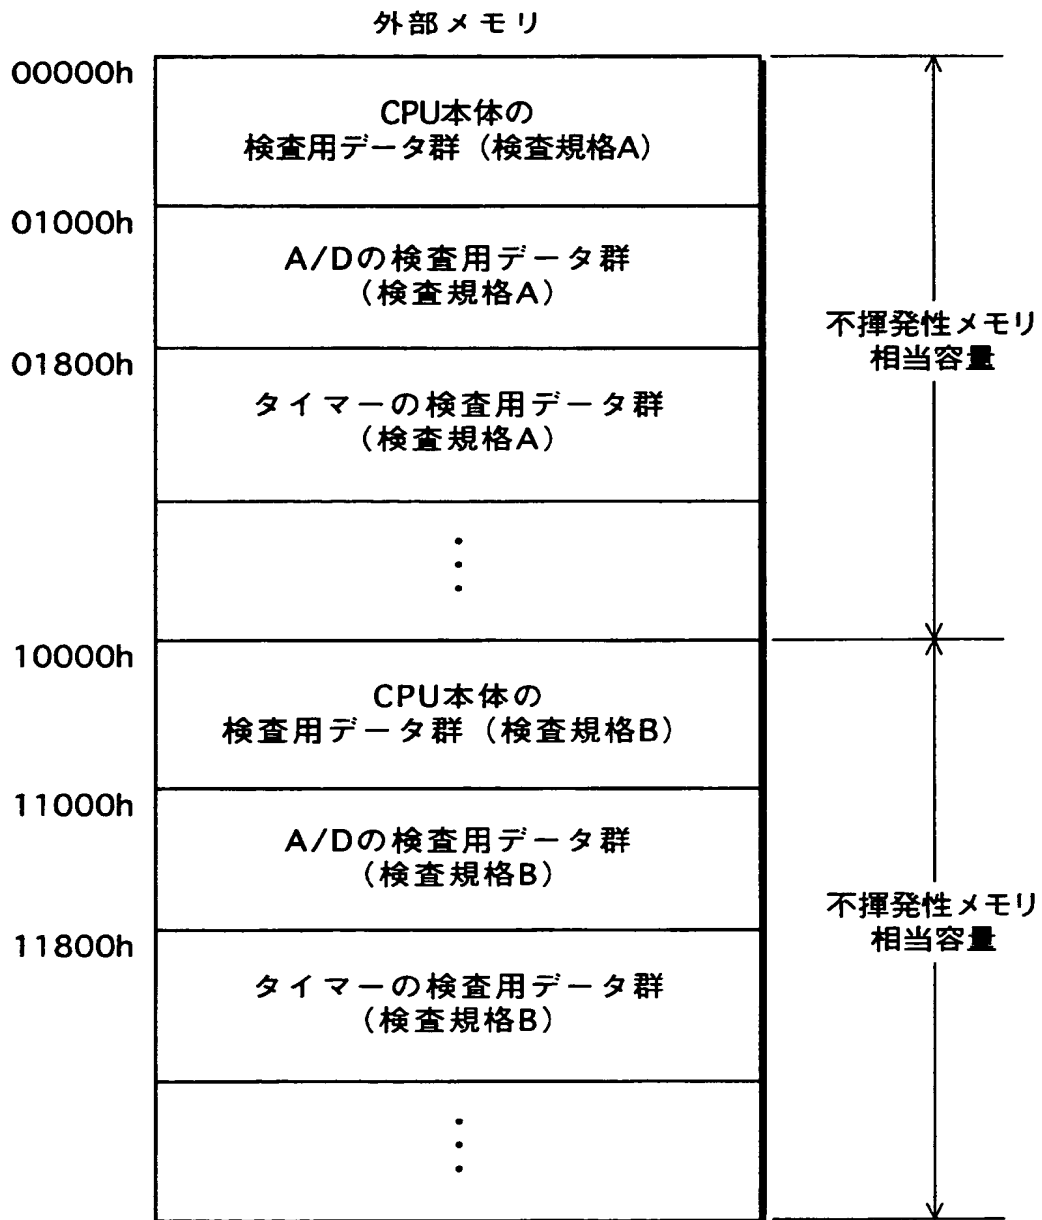 外部メモリ
00000h
CPU本体の
検査用データ群（検査規格A）
01000h
A/Dの検査用データ群
（検査規格A）
01800h
タイマーの検査用データ群
（検査規格A）
⋮
不揮発性メモリ
相当容量
10000h
CPU本体の
検査用データ群（検査規格B）
11000h
A/Dの検査用データ群
（検査規格B）
11800h
タイマーの検査用データ群
（検査規格B）
⋮
不揮発性メモリ
相当容量